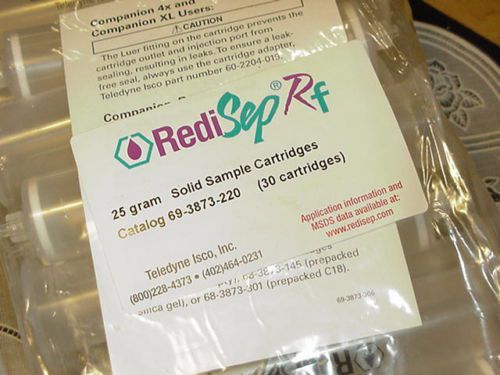 Companion 4x and
Companion XL Users:
CAUTION
The Luer fitting on the cartridge prevents the
cartridge outlet and injection port from
sealing, resulting in leaks. To ensure a leak-
free seal, always use the cartridge adapter,
Teledyne Isco part number 60-2204-019.
Companion
RediSep® Rf
25 gram Solid Sample Cartridges
Catalog 69-3873-220 (30 cartridges)
Application information and
MSDS data available at:
www.redisep.com
Teledyne Isco, Inc.
(800)228-4373 • (402)464-0231
68-3873-145 (prepacked
gel), or 68-3873-301 (prepacked C18).
69-3873-306
RediSep